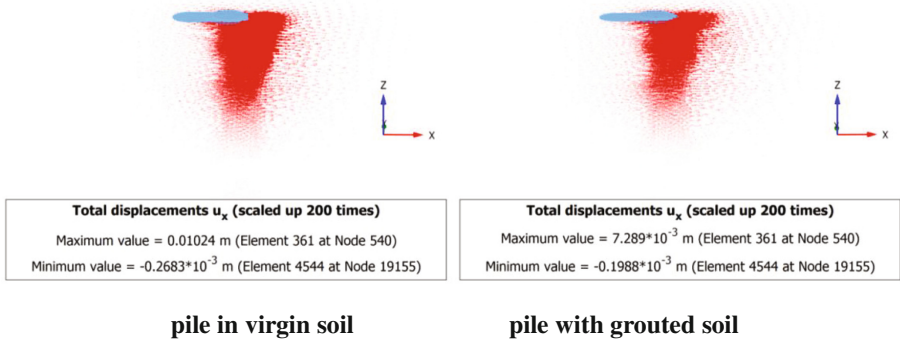 Z
X
Z
X
Total displacements uₓ (scaled up 200 times)
Maximum value = 0.01024 m (Element 361 at Node 540)
Minimum value = -0.2683*10⁻³ m (Element 4544 at Node 19155)
Total displacements uₓ (scaled up 200 times)
Maximum value = 7.289*10⁻³ m (Element 361 at Node 540)
Minimum value = -0.1988*10⁻³ m (Element 4544 at Node 19155)
pile in virgin soil
pile with grouted soil